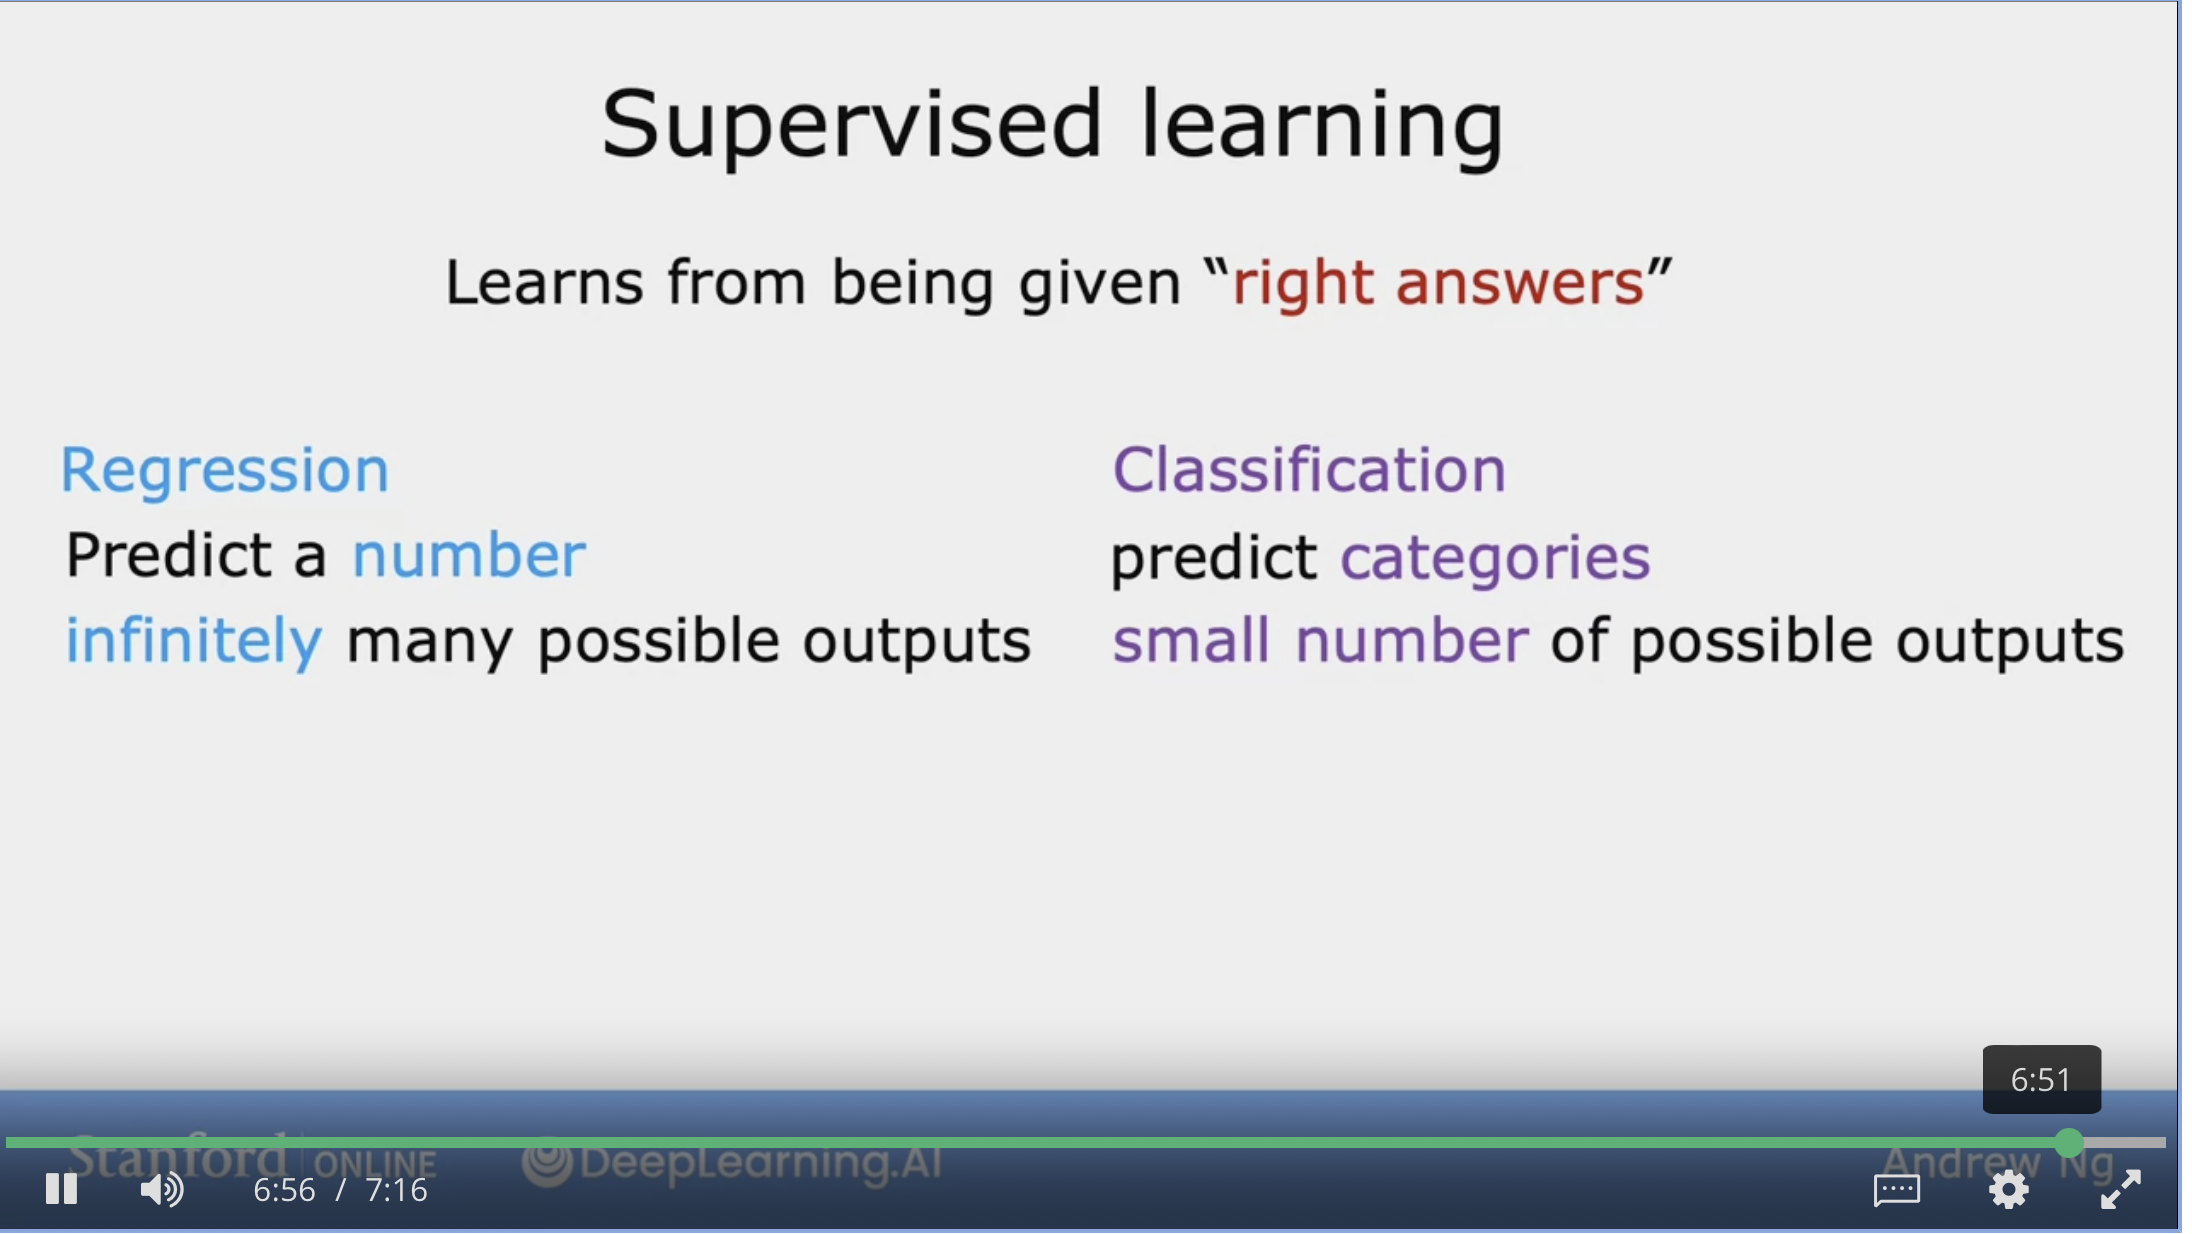 Supervised learning
Learns from being given “right answers”
Regression
Predict a number
infinitely many possible outputs
Classification
predict categories
small number of possible outputs
6:51
Stanford | ONLINE
DeepLearning.AI
Andrew Ng
6:56 / 7:16